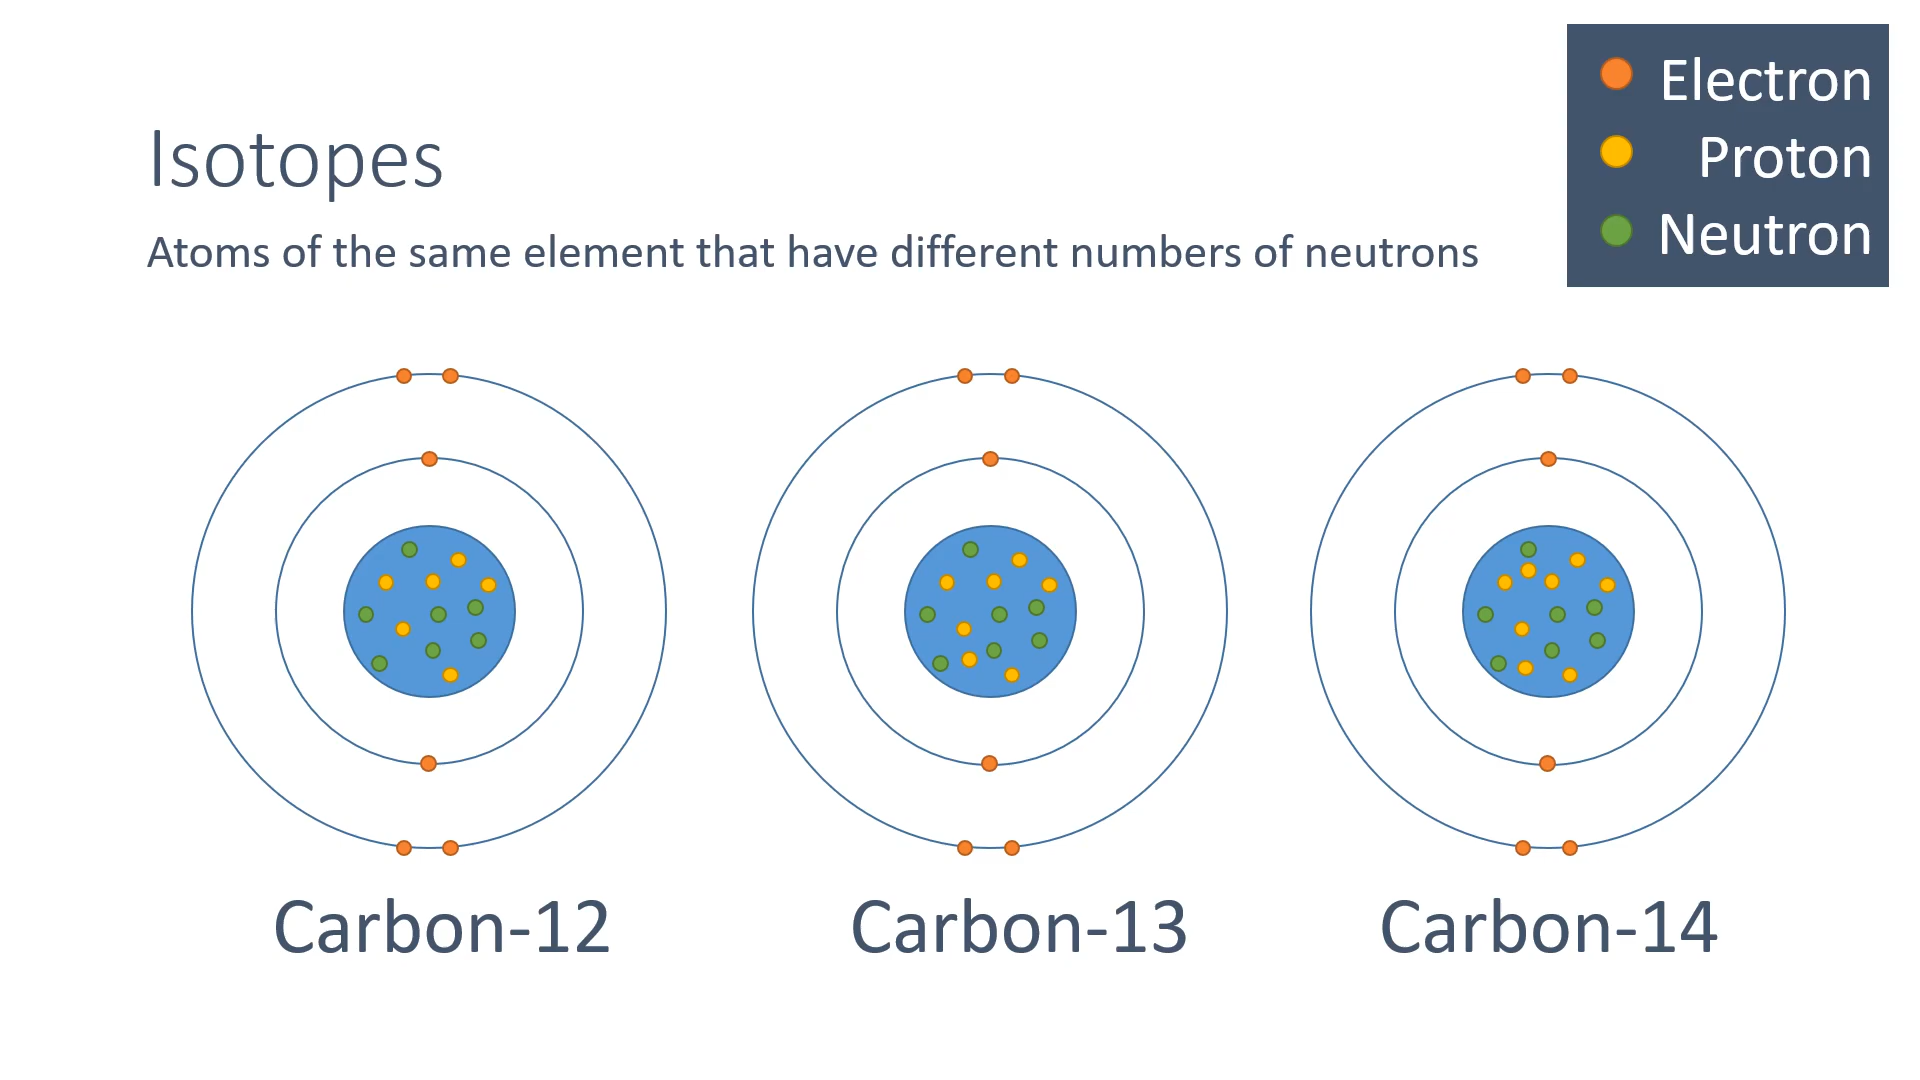 Isotopes
Atoms of the same element that have different numbers of neutrons
Electron
Proton
Neutron
Carbon-12
Carbon-13
Carbon-14